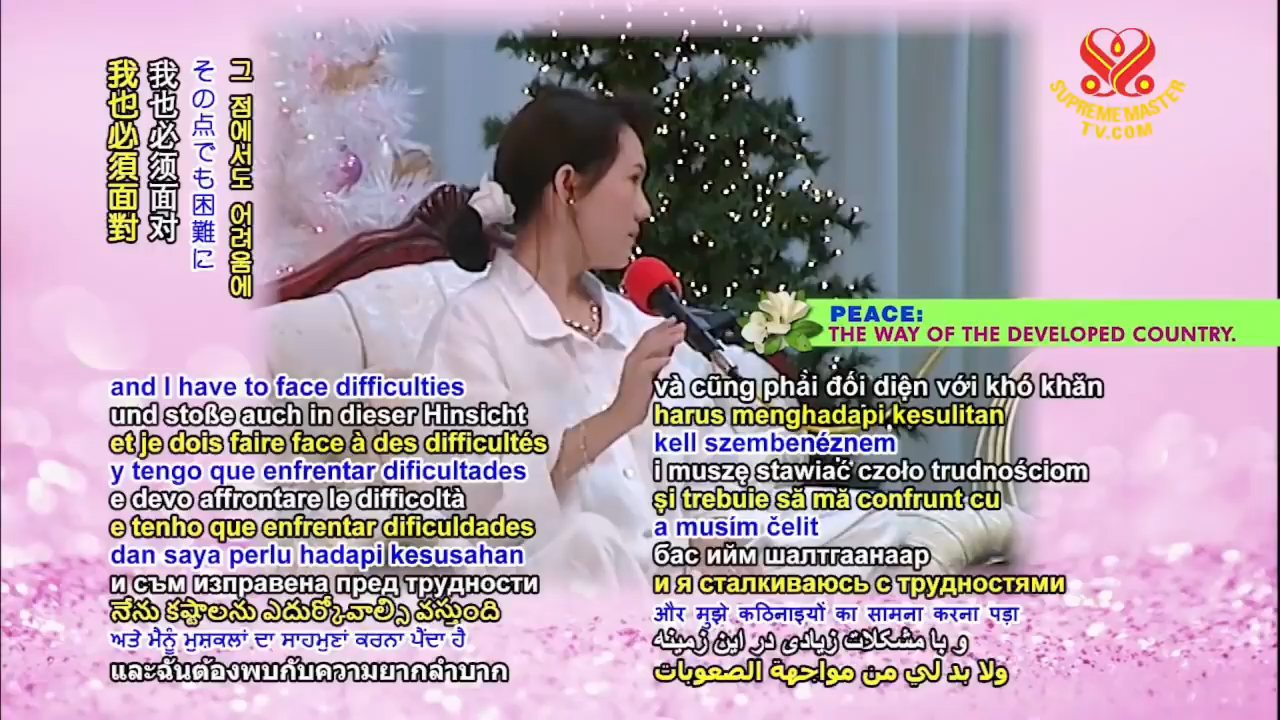 我也必須面對
我也必须面对
その点でも困難に
그 점에서도 어려움에
SUPREME MASTER
TV.COM
PEACE:
THE WAY OF THE DEVELOPED COUNTRY.
and I have to face difficulties
und stoße auch in dieser Hinsicht
et je dois faire face à des difficultés
y tengo que enfrentar dificultades
e devo affrontare le difficoltà
e tenho que enfrentar dificuldades
dan saya perlu hadapi kesusahan
и съм изправена пред трудности
నేను కష్టాలను ఎదుర్కోవాల్సి వస్తుంది
ਅਤੇ ਮੈਨੂੰ ਮੁਸ਼ਕਲਾਂ ਦਾ ਸਾਹਮਣਾਂ ਕਰਨਾ ਪੈਂਦਾ ਹੈ
และฉันต้องพบกับความยากลำบาก
và cũng phải đối diện với khó khăn
harus menghadapi kesulitan
kell szembenéznem
i muszę stawiać czoło trudnościom
și trebuie să mă confrunt cu
a musím čelit
бас ийм шалтгаанаар
и я сталкиваюсь с трудностями
और मुझे कठिनाइयों का सामना करना पड़ा
و با مشکلات زیادی در این زمینه
ولا بد لي من مواجهة الصعوبات